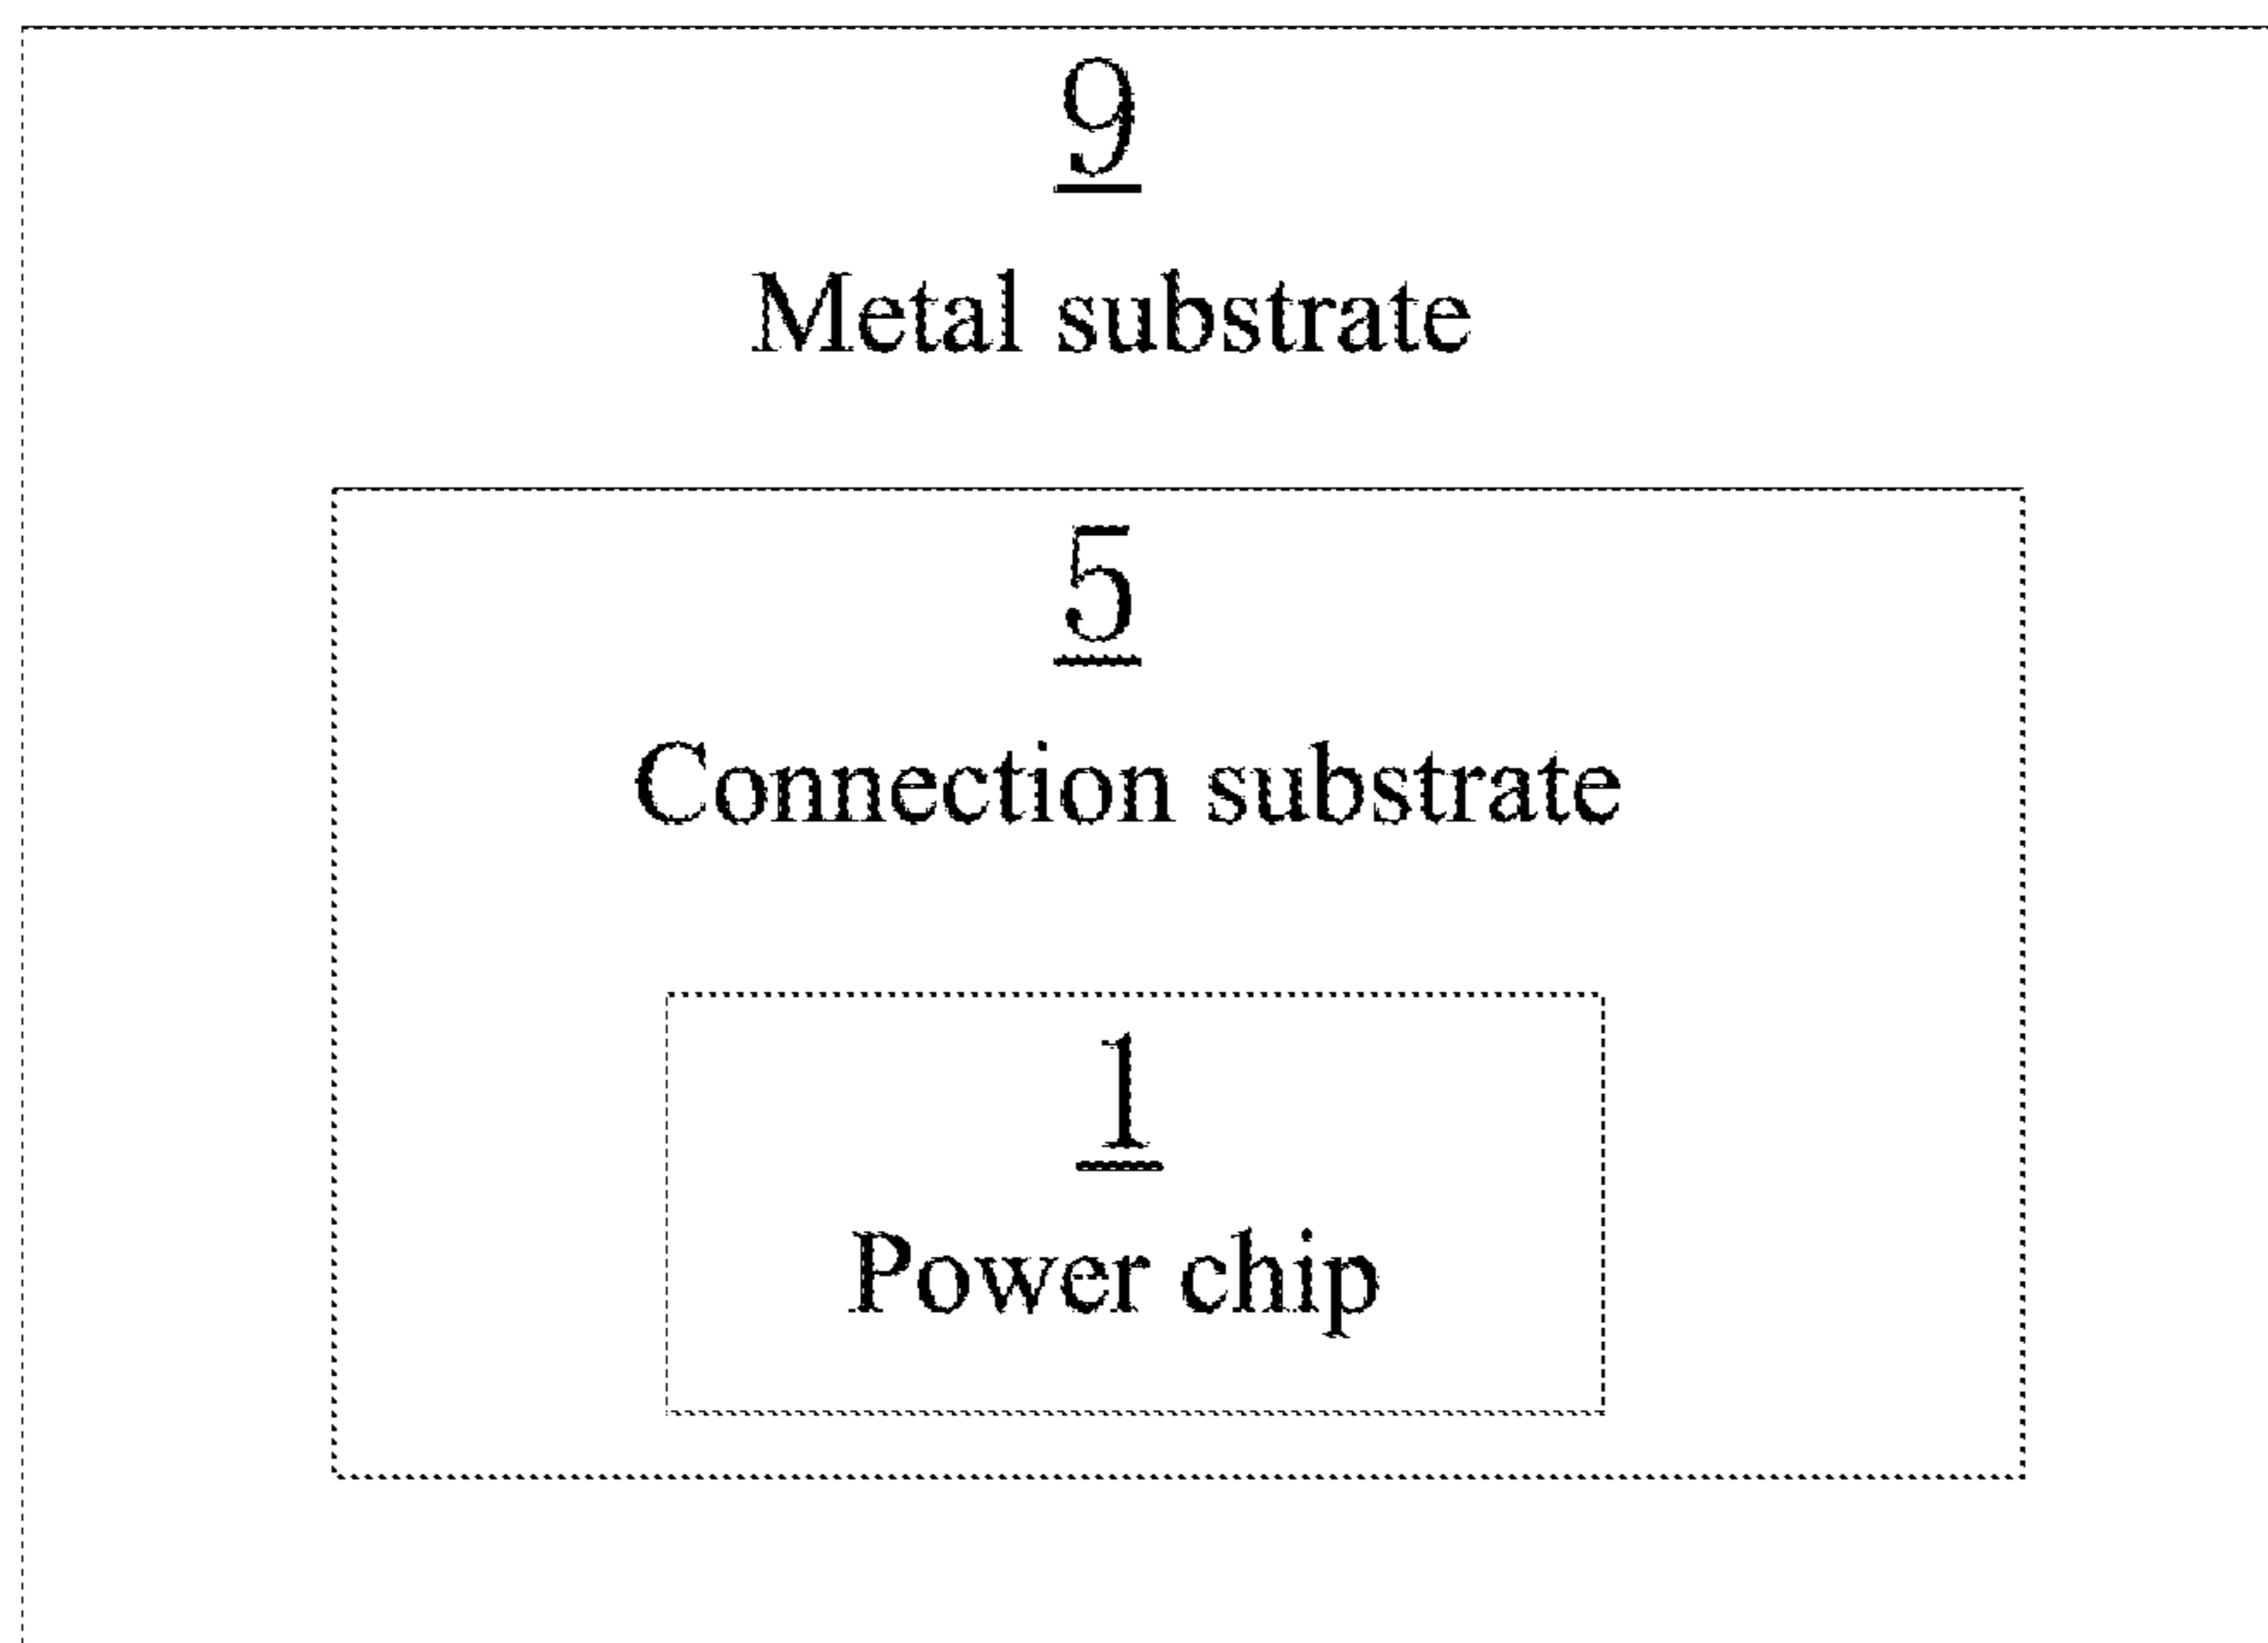 9
Metal substrate
5
Connection substrate
1
Power chip